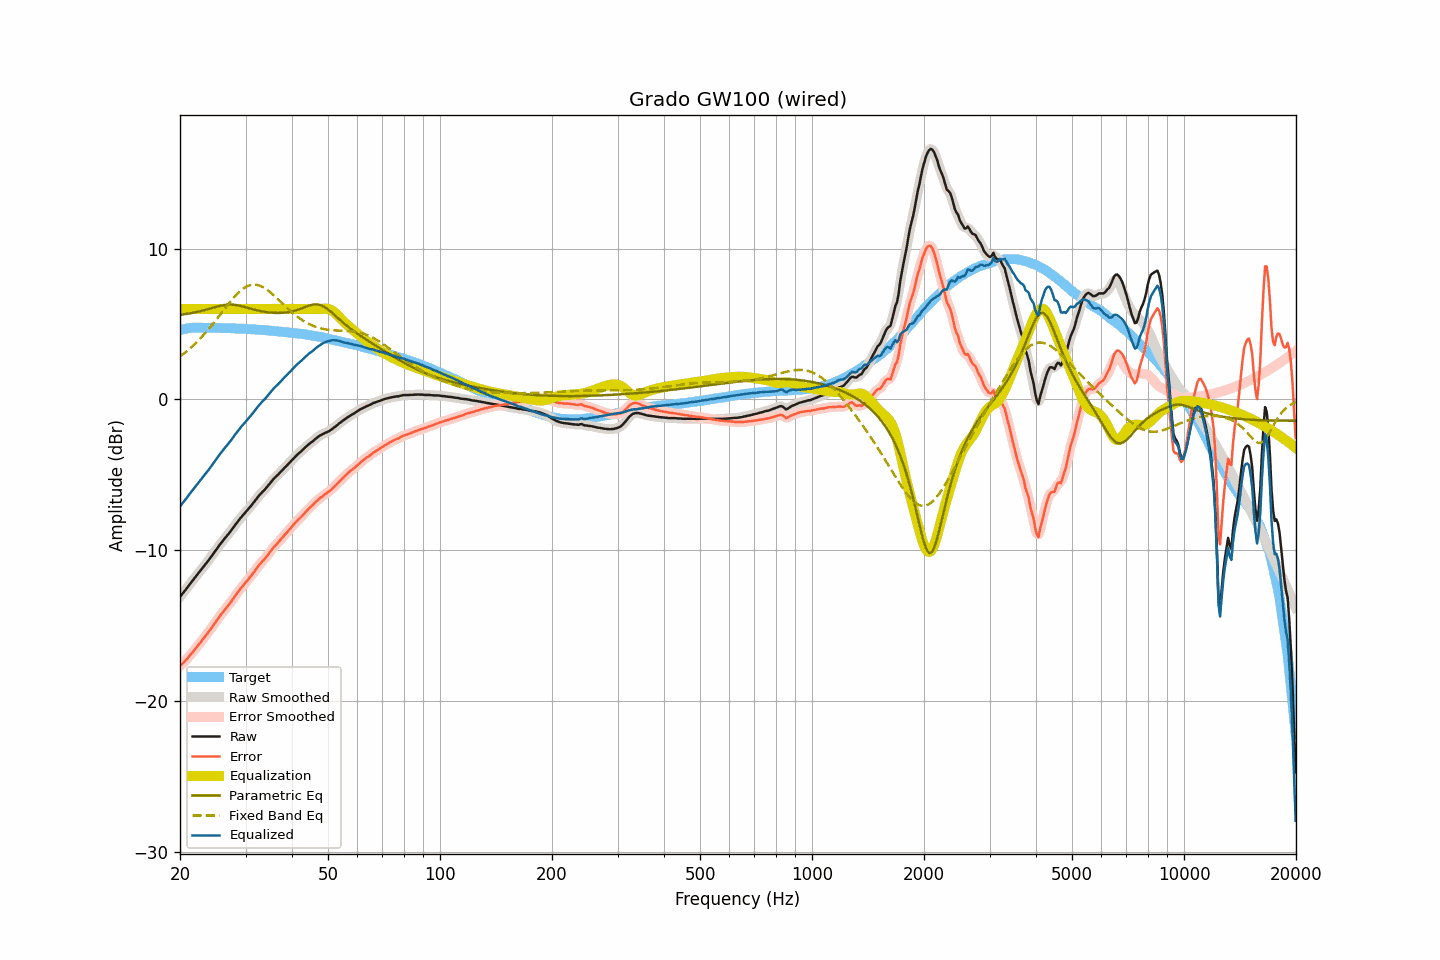 Grado GW100 (wired)
Amplitude (dBr)
10
0
−10
−20
−30
Target
Raw Smoothed
Error Smoothed
Raw
Error
Equalization
Parametric Eq
Fixed Band Eq
Equalized
20 50 100 200 500 1000 2000 5000 10000 20000
Frequency (Hz)